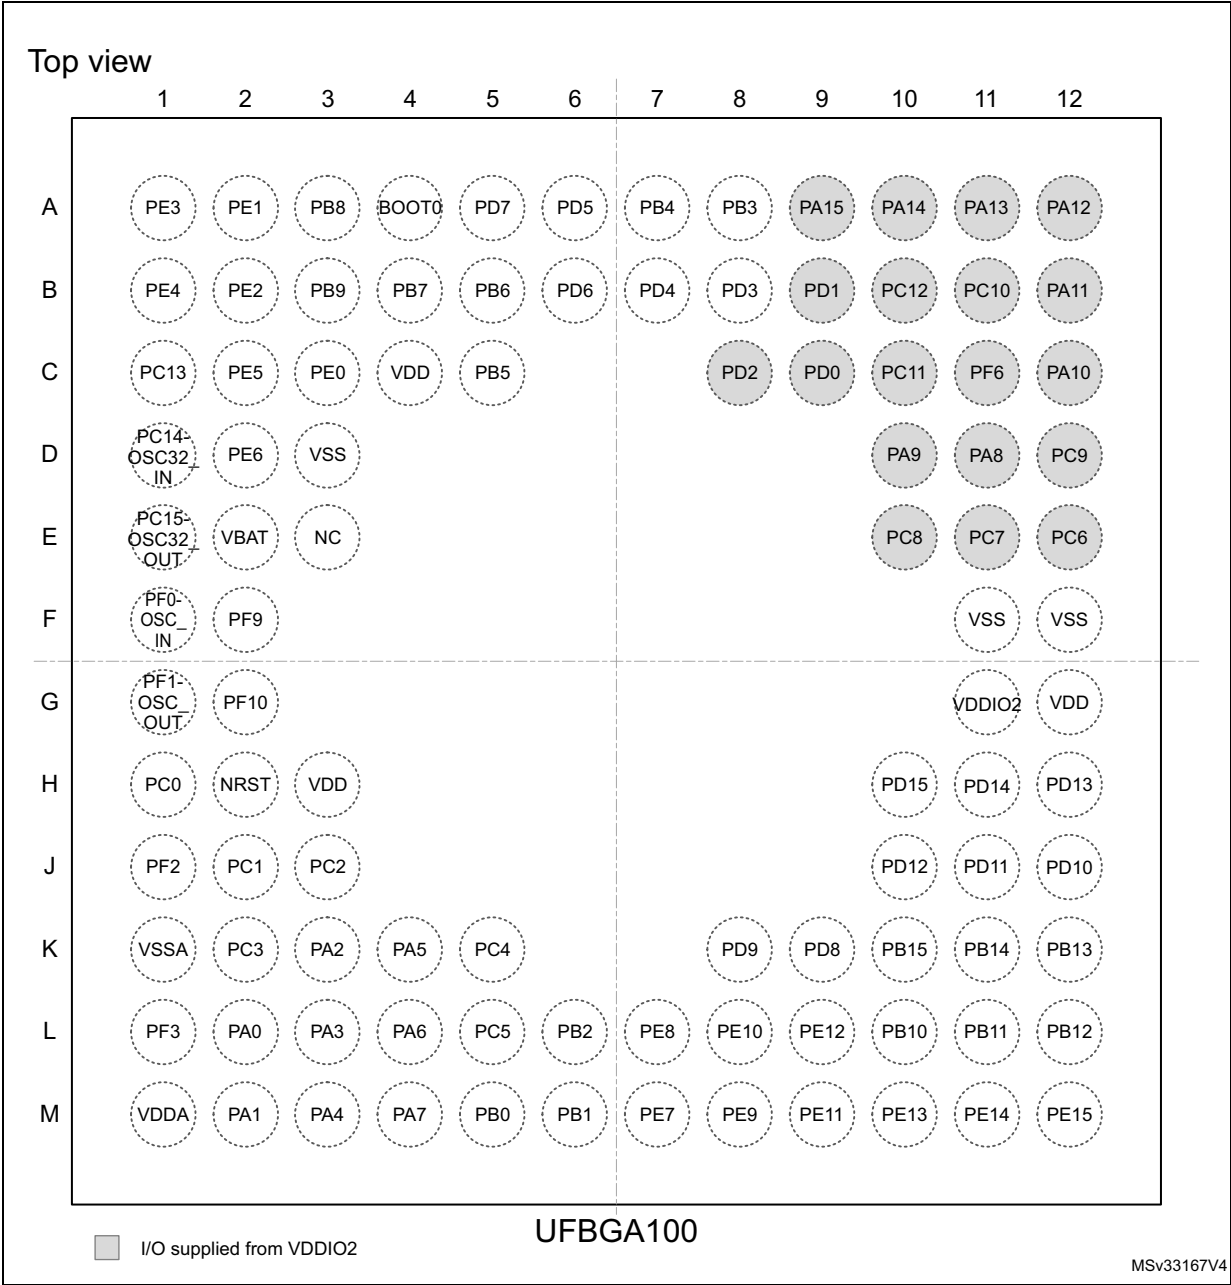 Top view
1 2 3 4 5 6 7 8 9 10 11 12
A PE3 PE1 PB8 BOOT0 PD7 PD5 PB4 PB3 PA15 PA14 PA13 PA12
B PE4 PE2 PB9 PB7 PB6 PD6 PD4 PD3 PD1 PC12 PC10 PA11
C PC13 PE5 PE0 VDD PB5 PD2 PD0 PC11 PF6 PA10
D PC14-OSC32_IN PE6 VSS PA9 PA8 PC9
E PC15-OSC32_OUT VBAT NC PC8 PC7 PC6
F PF0-OSC_IN PF9 VSS VSS
G PF1-OSC_OUT PF10 VDDIO2 VDD
H PC0 NRST VDD PD15 PD14 PD13
J PF2 PC1 PC2 PD12 PD11 PD10
K VSSA PC3 PA2 PA5 PC4 PD9 PD8 PB15 PB14 PB13
L PF3 PA0 PA3 PA6 PC5 PB2 PE8 PE10 PE12 PB10 PB11 PB12
M VDDA PA1 PA4 PA7 PB0 PB1 PE7 PE9 PE11 PE13 PE14 PE15
UFBGA100
I/O supplied from VDDIO2
MSv33167V4